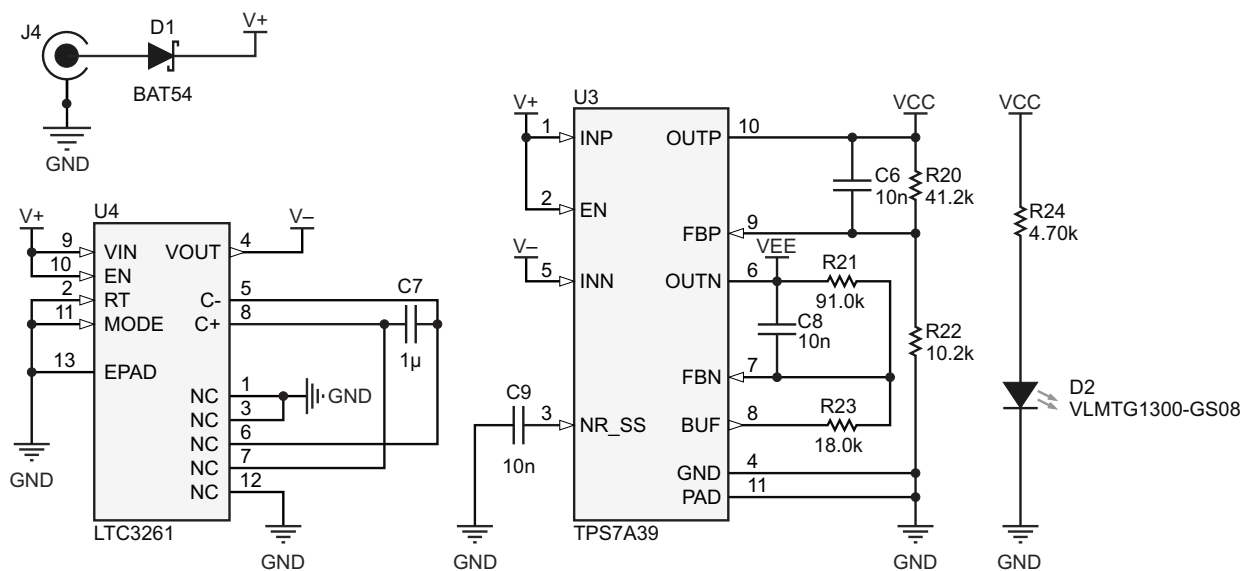 J4
D1
V+
BAT54
GND
U4
V+
V–
9
VIN
VOUT
4
10
EN
2
RT
C-
5
C7
11
MODE
C+
8
1µ
13
EPAD
NC
1
GND
NC
3
NC
6
NC
7
NC
12
GND
LTC3261
GND
U3
V+
VCC
1
INP
OUTP
10
C6
10n
R20
41.2k
2
EN
FBP
9
V–
VEE
5
INN
OUTN
6
R21
91.0k
C8
10n
R22
10.2k
FBN
7
C9
10n
3
NR_SS
BUF
8
R23
18.0k
GND
4
PAD
11
TPS7A39
GND
GND
VCC
R24
4.70k
D2
VLMTG1300-GS08
GND